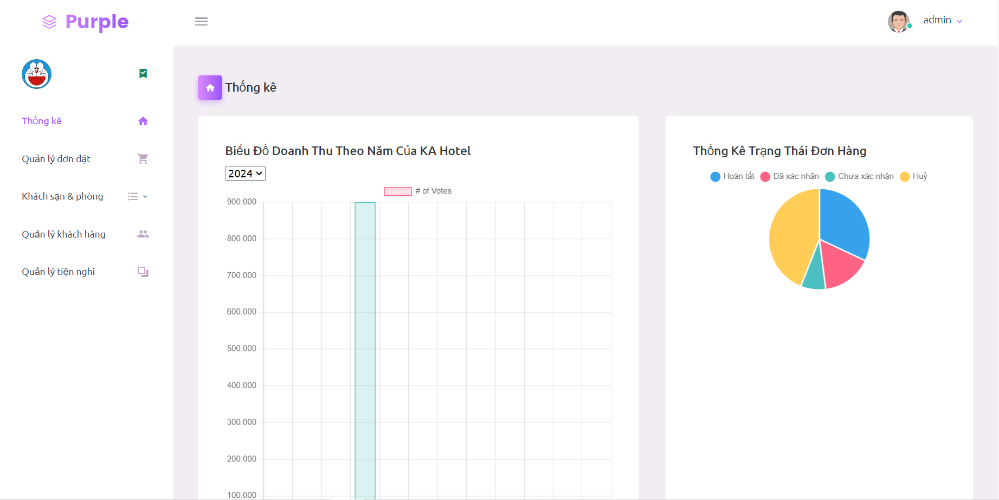 Purple
admin
Thống kê
Thống kê
Quản lý đơn đặt
Khách sạn & phòng
Quản lý khách hàng
Quản lý tiện nghi
Biểu Đồ Doanh Thu Theo Năm Của KA Hotel
2024
# of Votes
900.000
800.000
700.000
600.000
500.000
400.000
300.000
200.000
100.000
Thống Kê Trạng Thái Đơn Hàng
Hoàn tất Đã xác nhận Chưa xác nhận Huỷ